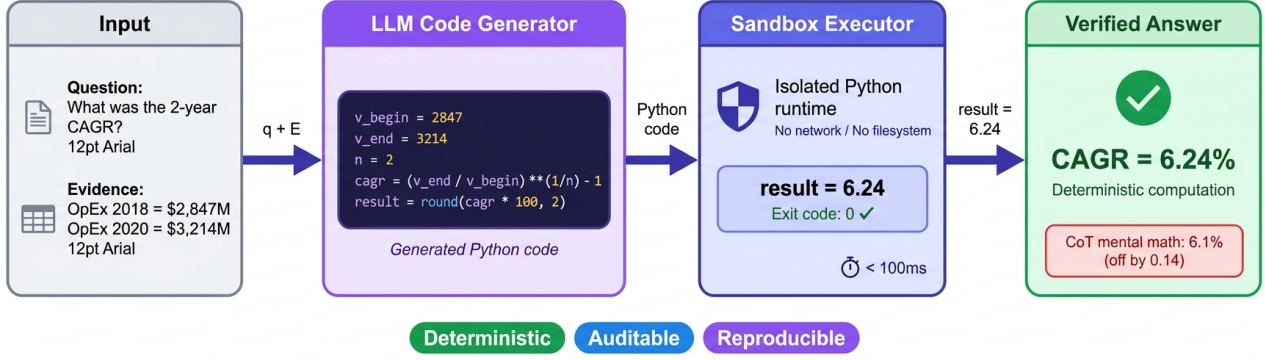 Input
Question:
What was the 2-year
CAGR?
12pt Arial
Evidence:
OpEx 2018 = $2,847M
OpEx 2020 = $3,214M
12pt Arial
q + E
LLM Code Generator
v_begin = 2847
v_end = 3214
n = 2
cagr = (v_end / v_begin) **(1/n) - 1
result = round(cagr * 100, 2)
Generated Python code
Python
code
Sandbox Executor
Isolated Python
runtime
No network / No filesystem
result = 6.24
Exit code: 0 ✓
< 100ms
result =
6.24
Verified Answer
CAGR = 6.24%
Deterministic computation
CoT mental math: 6.1%
(off by 0.14)
Deterministic
Auditable
Reproducible